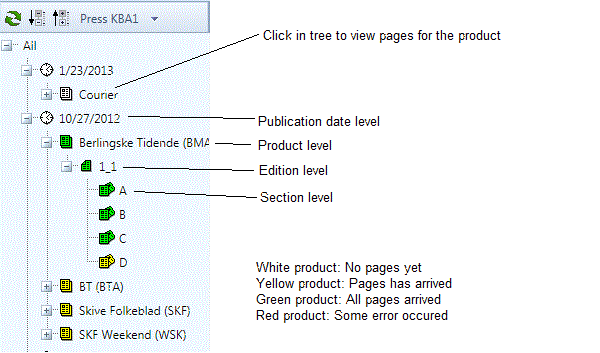 Press KBA1
All
1/23/2013
Courier
10/27/2012
Berlingske Tidende (BMA
1_1
A
B
C
D
BT (BTA)
Skive Folkeblad (SKF)
SKF Weekend (WSK)
Click in tree to view pages for the product
Publication date level
Product level
Edition level
Section level
White product: No pages yet
Yellow product: Pages has arrived
Green product: All pages arrived
Red product: Some error occured